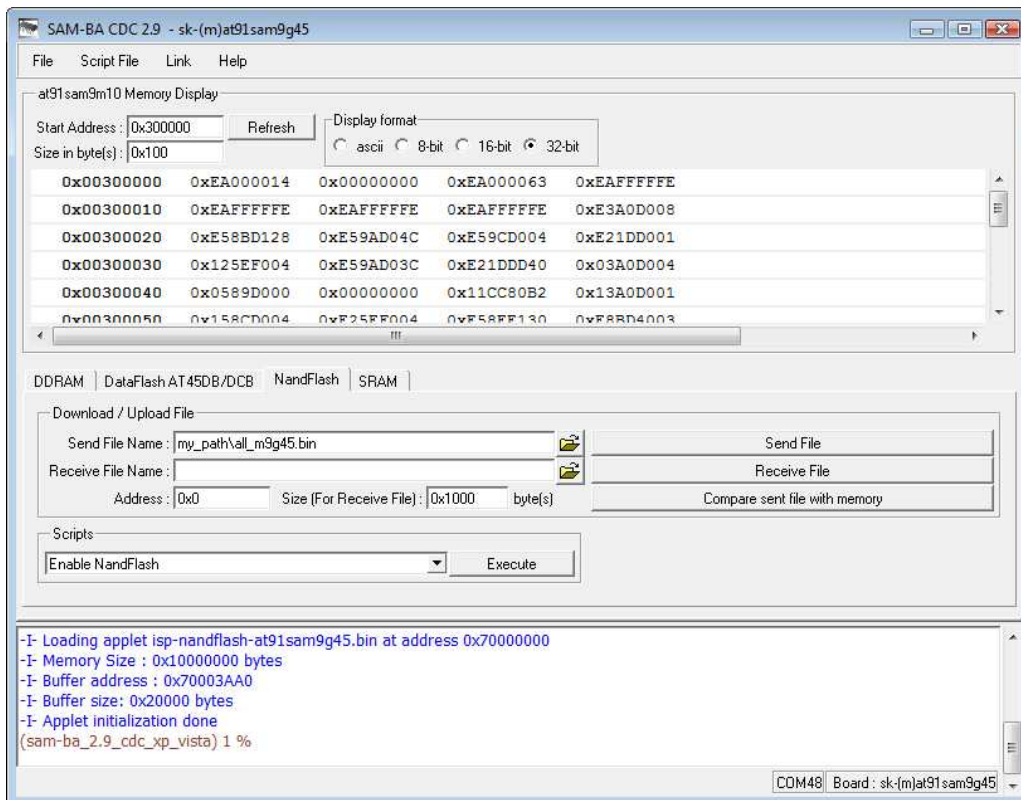 SAM-BA CDC 2.9 - sk-(m)at91sam9g45
File Script File Link Help
at91sam9m10 Memory Display
Start Address : 0x300000 Refresh
Size in byte(s) : 0x100
Display format
ascii 8-bit 16-bit 32-bit
0x00300000 0xEA000014 0x00000000 0xEA000063 0xEAFFFFFE
0x00300010 0xEAFFFFFE 0xEAFFFFFE 0xEAFFFFFE 0xE3A0D008
0x00300020 0xE58BD128 0xE59AD04C 0xE59CD004 0xE21DD001
0x00300030 0x125EF004 0xE59AD03C 0xE21DDD40 0x03A0D004
0x00300040 0x0589D000 0x00000000 0x11CC80B2 0x13A0D001
0x00300050 0x158CD004 0xE25EF004 0xE58EE130 0xE8BD4003
DDRAM DataFlash AT45DB/DCB NandFlash SRAM
Download / Upload File
Send File Name : my_path\all_m9g45.bin Send File
Receive File Name : Receive File
Address : 0x0 Size (For Receive File) : 0x1000 byte(s) Compare sent file with memory
Scripts
Enable NandFlash Execute
-I- Loading applet isp-nandflash-at91sam9g45.bin at address 0x70000000
-I- Memory Size : 0x10000000 bytes
-I- Buffer address : 0x70003AA0
-I- Buffer size: 0x20000 bytes
-I- Applet initialization done
(sam-ba_2.9_cdc_xp_vista) 1 %
COM48 Board : sk-(m)at91sam9g45